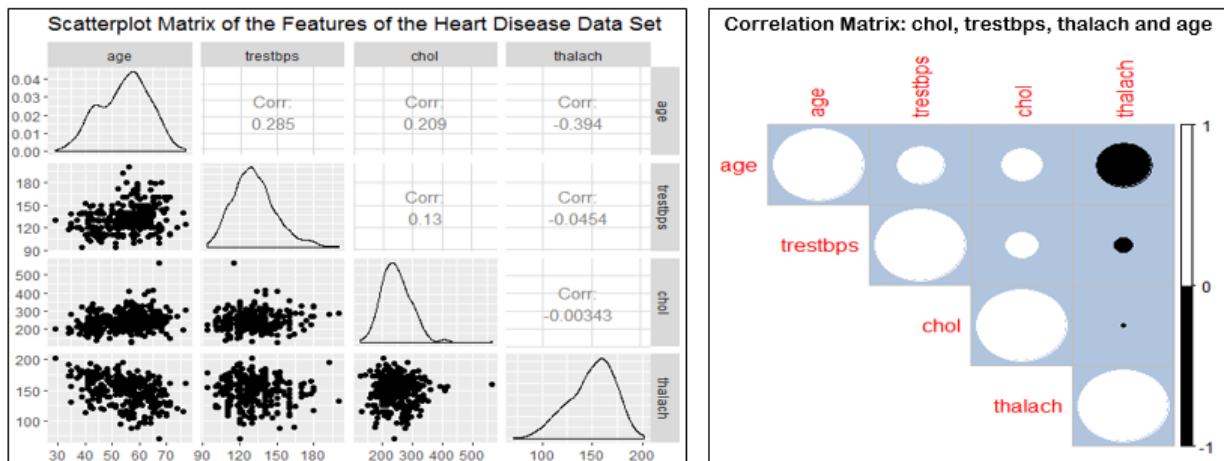 Scatterplot Matrix of the Features of the Heart Disease Data Set
age trestbps chol thalach
0.04
0.03
0.02
0.01
0.00
Corr:
0.285
Corr:
0.209
Corr:
-0.394
age
180
150
120
90
Corr:
0.13
Corr:
-0.0454
trestbps
500
400
300
200
Corr:
-0.00343
chol
200
150
100
thalach
30 40 50 60 70 90 120 150 180 200 300 400 500 100 150 200
Correlation Matrix: chol, trestbps, thalach and age
age
trestbps
chol
thalach
age
trestbps
chol
thalach
1
0
-1